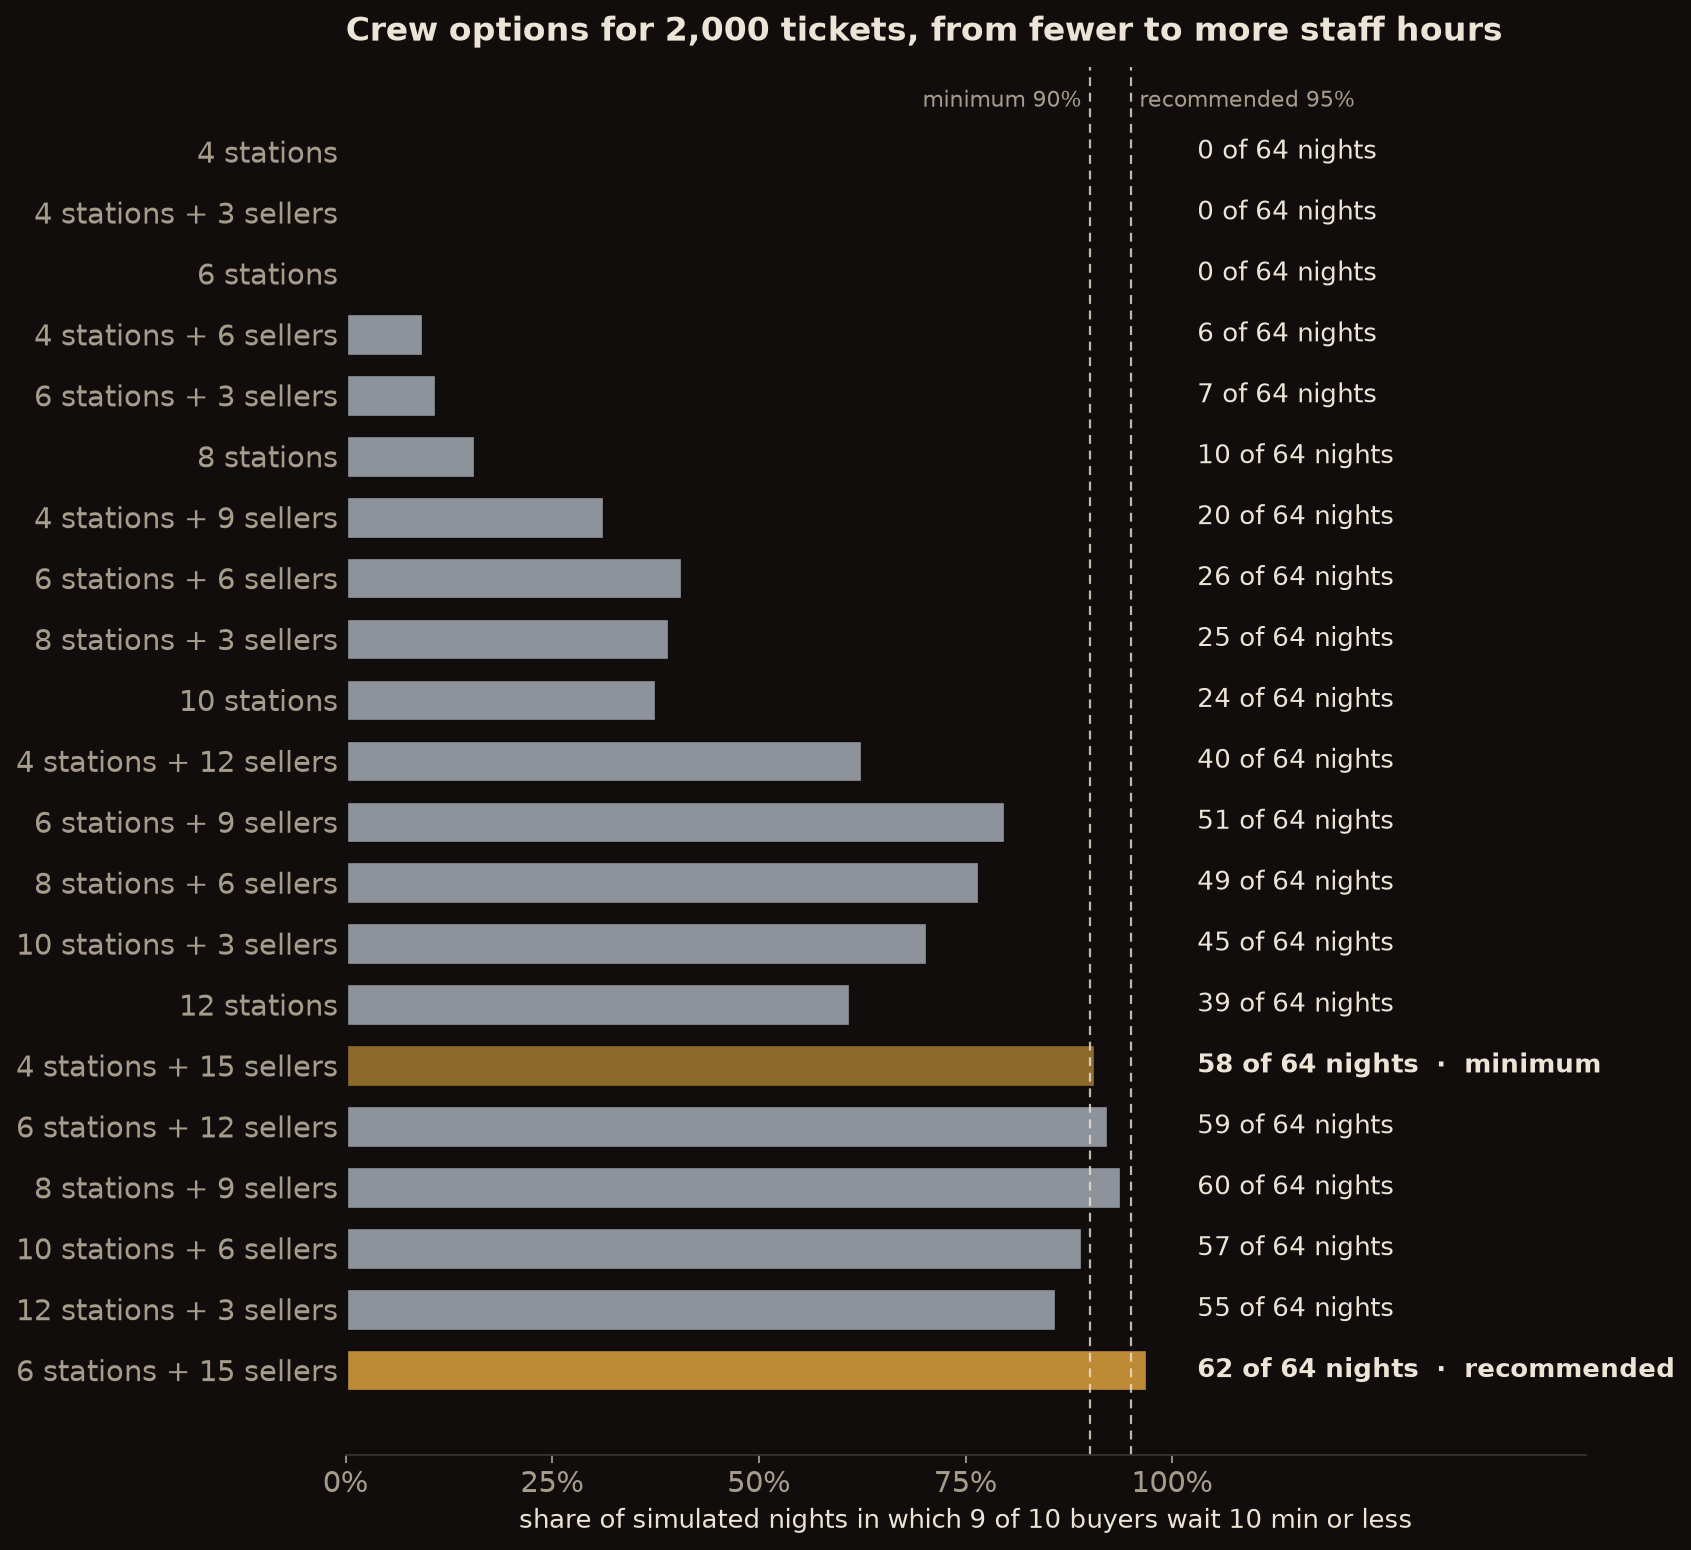 Crew options for 2,000 tickets, from fewer to more staff hours
minimum 90% recommended 95%
4 stations 0 of 64 nights
4 stations + 3 sellers 0 of 64 nights
6 stations 0 of 64 nights
4 stations + 6 sellers 6 of 64 nights
6 stations + 3 sellers 7 of 64 nights
8 stations 10 of 64 nights
4 stations + 9 sellers 20 of 64 nights
6 stations + 6 sellers 26 of 64 nights
8 stations + 3 sellers 25 of 64 nights
10 stations 24 of 64 nights
4 stations + 12 sellers 40 of 64 nights
6 stations + 9 sellers 51 of 64 nights
8 stations + 6 sellers 49 of 64 nights
10 stations + 3 sellers 45 of 64 nights
12 stations 39 of 64 nights
4 stations + 15 sellers 58 of 64 nights · minimum
6 stations + 12 sellers 59 of 64 nights
8 stations + 9 sellers 60 of 64 nights
10 stations + 6 sellers 57 of 64 nights
12 stations + 3 sellers 55 of 64 nights
6 stations + 15 sellers 62 of 64 nights · recommended
0% 25% 50% 75% 100%
share of simulated nights in which 9 of 10 buyers wait 10 min or less